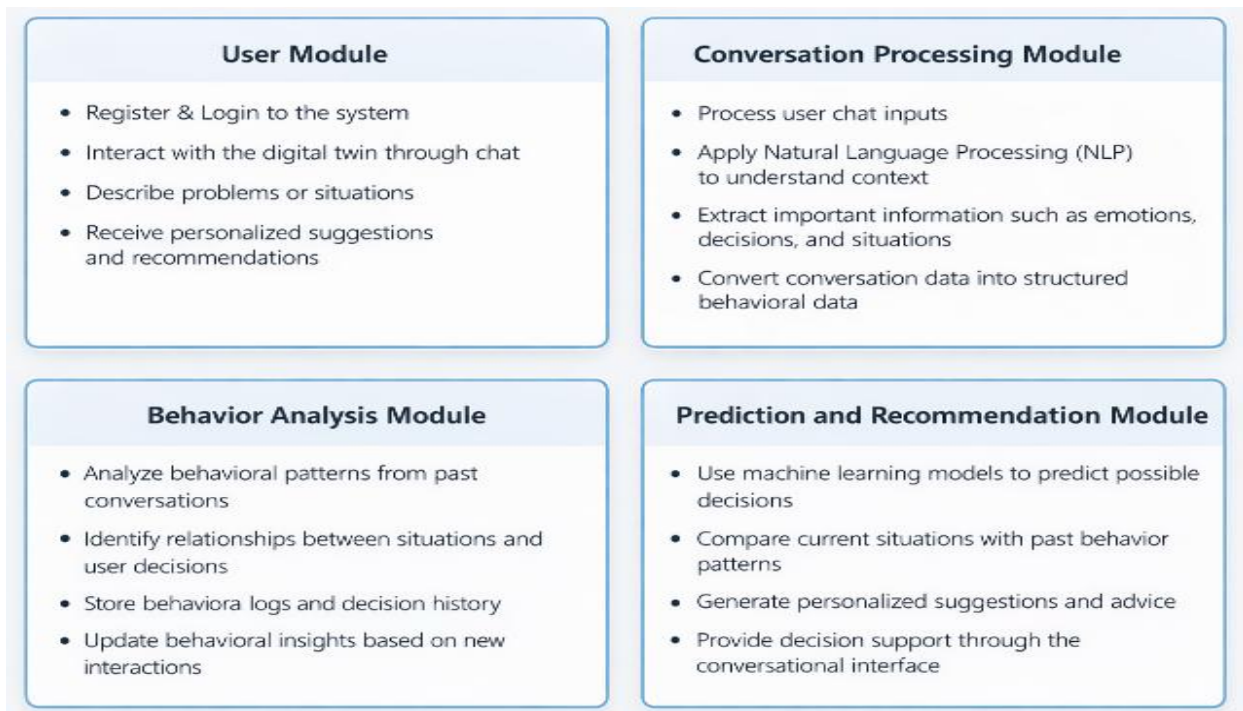 User Module
• Register & Login to the system
• Interact with the digital twin through chat
• Describe problems or situations
• Receive personalized suggestions
and recommendations
Conversation Processing Module
• Process user chat inputs
• Apply Natural Language Processing (NLP)
to understand context
• Extract important information such as emotions,
decisions, and situations
• Convert conversation data into structured
behavioral data
Behavior Analysis Module
• Analyze behavioral patterns from past
conversations
• Identify relationships between situations and
user decisions
• Store behaviora logs and decision history
• Update behavioral insights based on new
interactions
Prediction and Recommendation Module
• Use machine learning models to predict possible
decisions
• Compare current situations with past behavior
patterns
• Generate personalized suggestions and advice
• Provide decision support through the
conversational interface